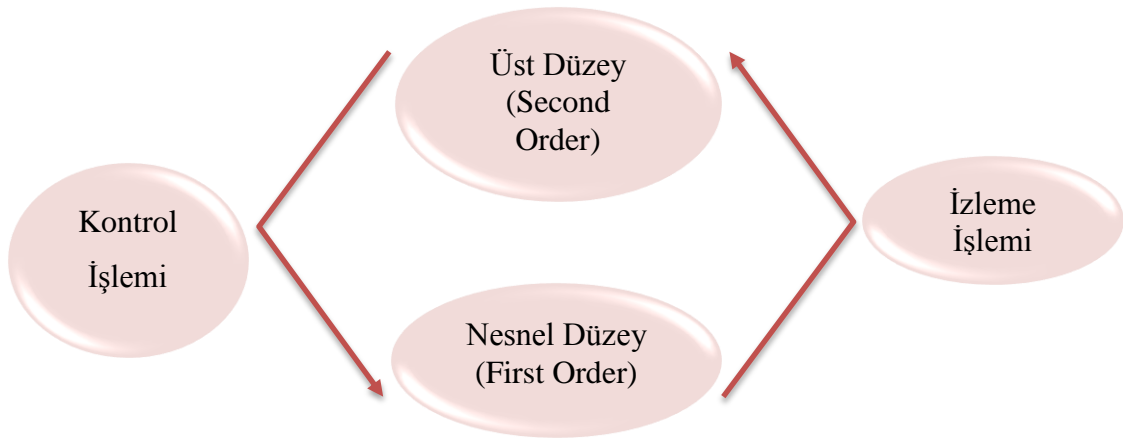 Üst Düzey
(Second
Order)
Kontrol
İşlemi
İzleme
İşlemi
Nesnel Düzey
(First Order)